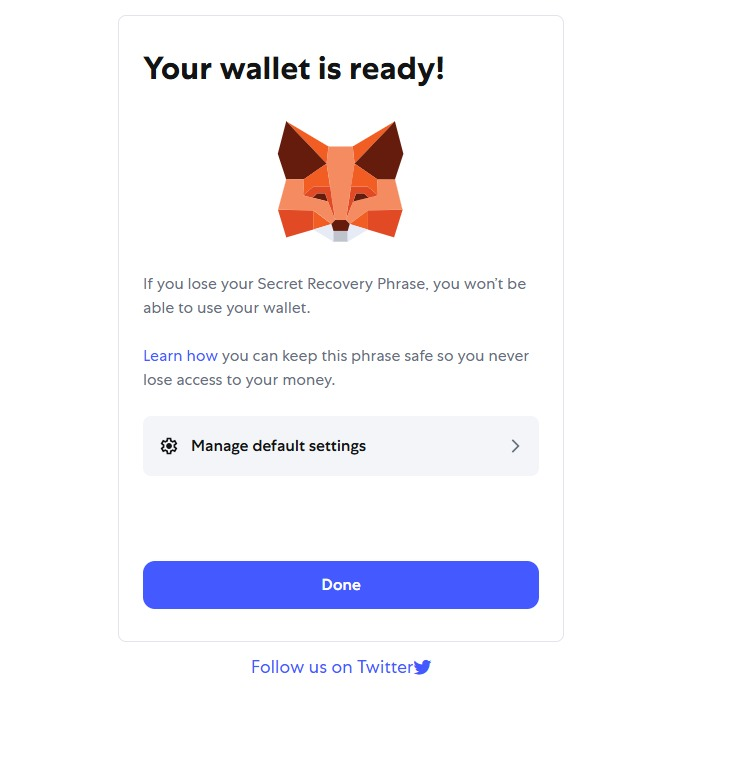 Your wallet is ready!
If you lose your Secret Recovery Phrase, you won’t be
able to use your wallet.
Learn how you can keep this phrase safe so you never
lose access to your money.
Manage default settings
Done
Follow us on Twitter